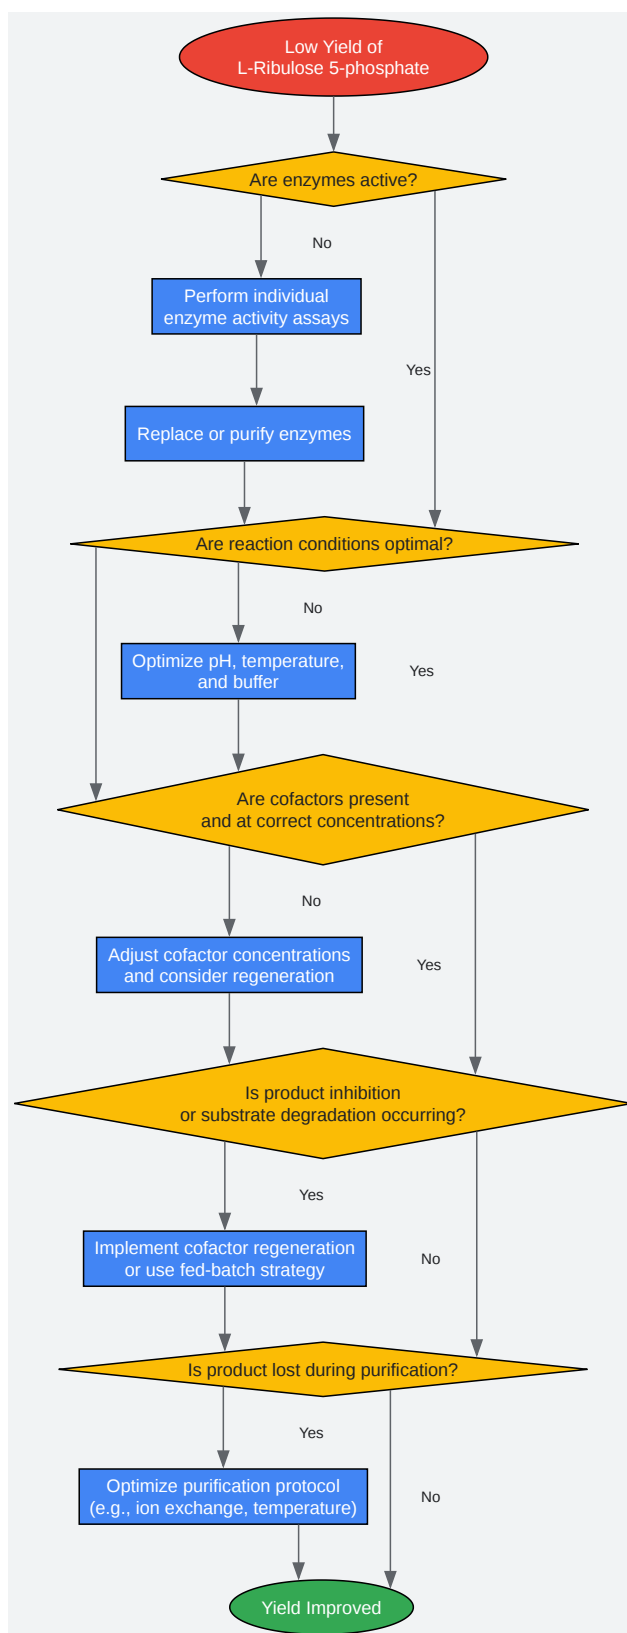 Low Yield of
L-Ribulose 5-phosphate
Are enzymes active?
No
Perform individual
enzyme activity assays
Yes
Replace or purify enzymes
Are reaction conditions optimal?
No
Optimize pH, temperature,
and buffer
Yes
Are cofactors present
and at correct concentrations?
No
Adjust cofactor concentrations
and consider regeneration
Yes
Is product inhibition
or substrate degradation occurring?
Yes
Implement cofactor regeneration
or use fed-batch strategy
No
Is product lost during purification?
Yes
Optimize purification protocol
(e.g., ion exchange, temperature)
No
Yield Improved